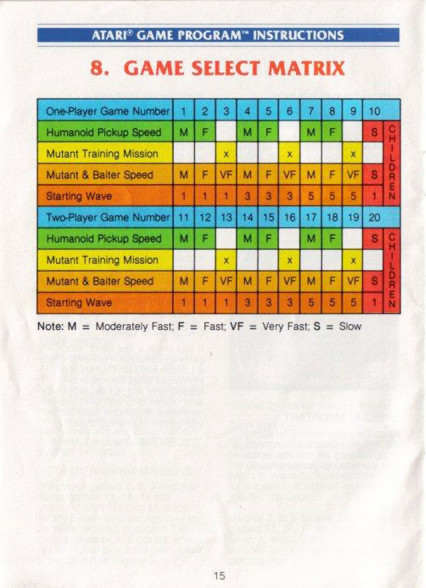 ATARI® GAME PROGRAM™ INSTRUCTIONS
8. GAME SELECT MATRIX
One-Player Game Number 1 2 3 4 5 6 7 8 9 10
Humanoid Pickup Speed M F M F M F S
Mutant Training Mission x x x
Mutant & Baiter Speed M F VF M F VF M F VF S
Starting Wave 1 1 1 3 3 3 5 5 5 1
CHILDREN
Two-Player Game Number 11 12 13 14 15 16 17 18 19 20
Humanoid Pickup Speed M F M F M F S
Mutant Training Mission x x x
Mutant & Baiter Speed M F VF M F VF M F VF S
Starting Wave 1 1 1 3 3 3 5 5 5 1
CHILDREN
Note: M = Moderately Fast; F = Fast; VF = Very Fast; S = Slow
15